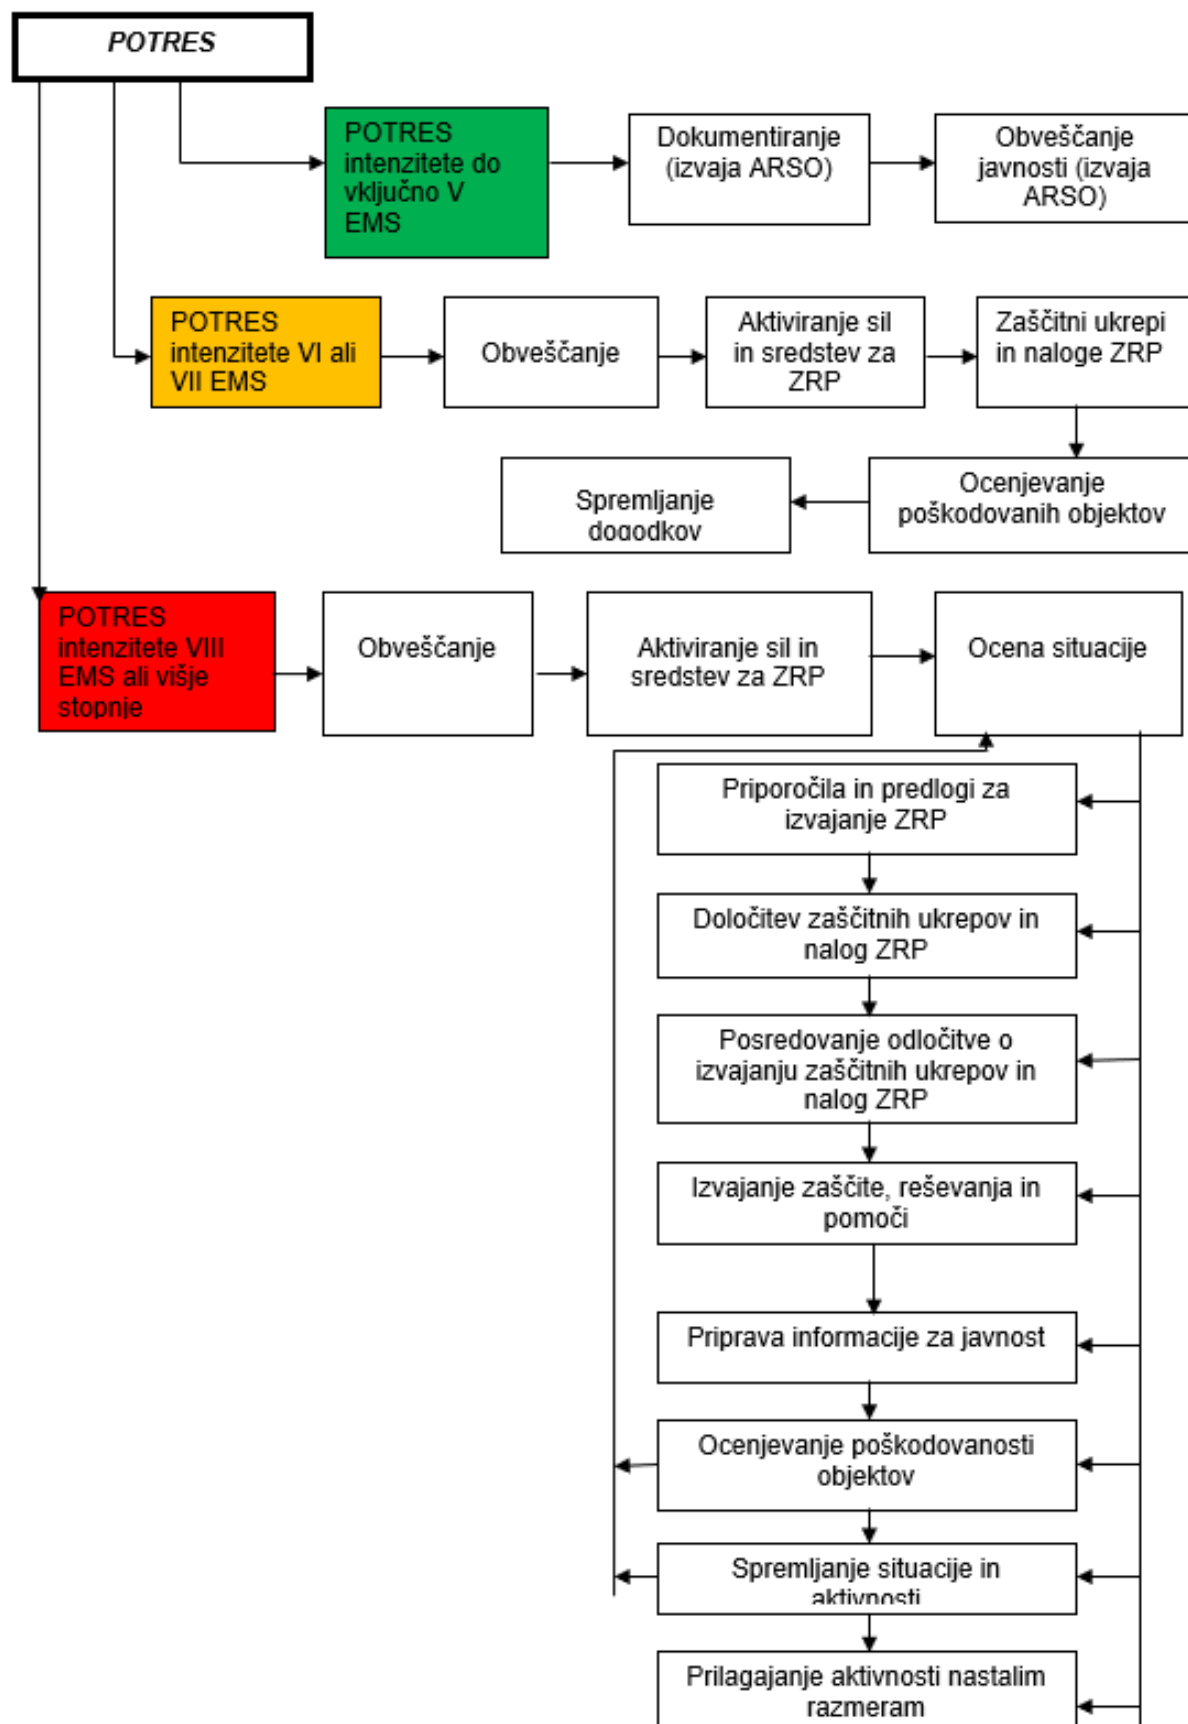 POTRES
POTRES
intenzitete do
vključno V
EMS
Dokumentiranje
(izvaja ARSO)
Obveščanje
javnosti (izvaja
ARSO)
POTRES
intenzitete VI ali
VII EMS
Obveščanje
Aktiviranje sil
in sredstev za
ZRP
Zaščitni ukrepi
in naloge ZRP
Ocenjevanje
poškodovanih objektov
Spremljanje
dogodkov
POTRES
intenzitete VIII
EMS ali višje
stopnje
Obveščanje
Aktiviranje sil in
sredstev za ZRP
Ocena situacije
Priporočila in predlogi za
izvajanje ZRP
Določitev zaščitnih ukrepov in
nalog ZRP
Posredovanje odločitve o
izvajanju zaščitnih ukrepov in
nalog ZRP
Izvajanje zaščite, reševanja in
pomoči
Priprava informacije za javnost
Ocenjevanje poškodovanosti
objektov
Spremljanje situacije in
aktivnosti
Prilagajanje aktivnosti nastalim
razmeram